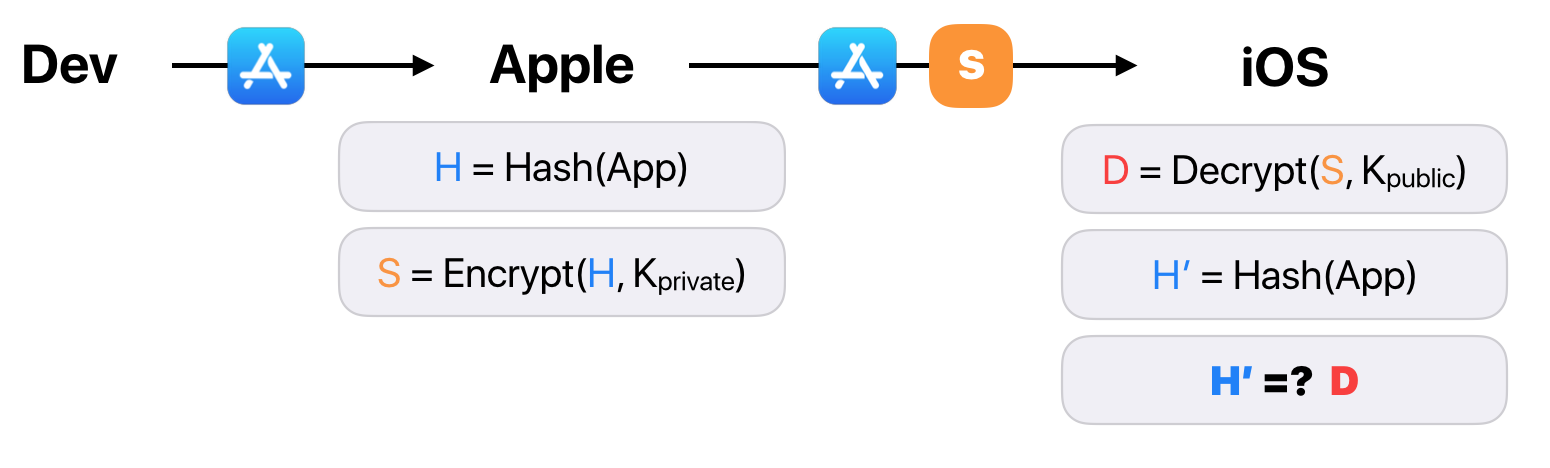 Dev
Apple
S
iOS
H = Hash(App)
S = Encrypt(H, Kprivate)
D = Decrypt(S, Kpublic)
H′ = Hash(App)
H′ =? D